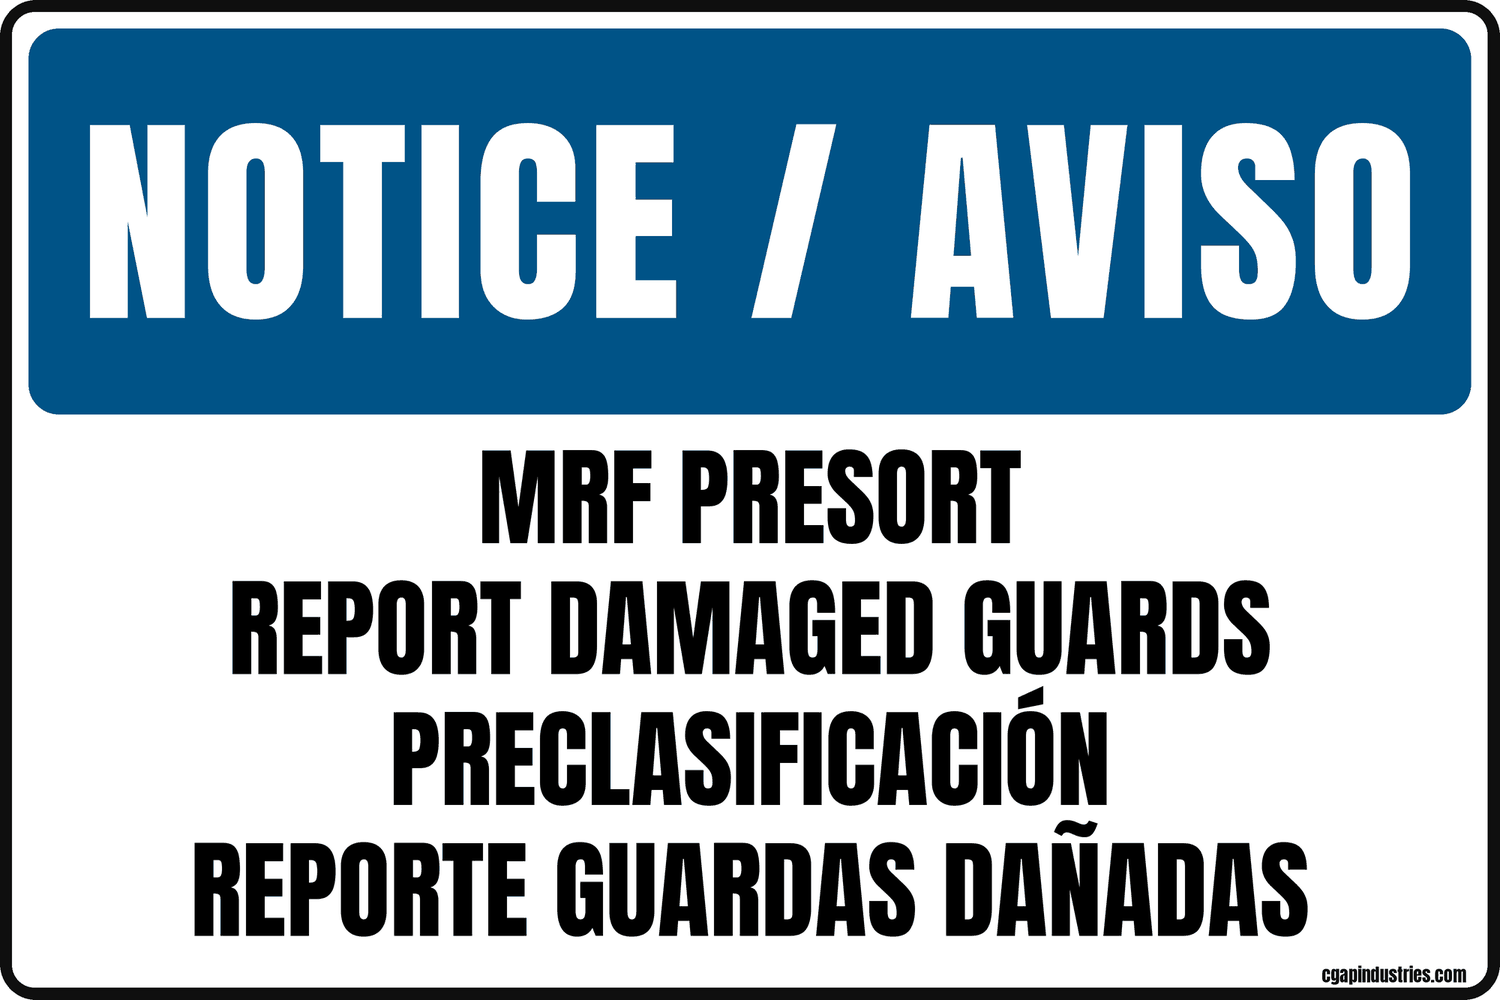 NOTICE / AVISO
MRF PRESORT
REPORT DAMAGED GUARDS
PRECLASIFICACIÓN
REPORTE GUARDAS DAÑADAS
cgapindustries.com